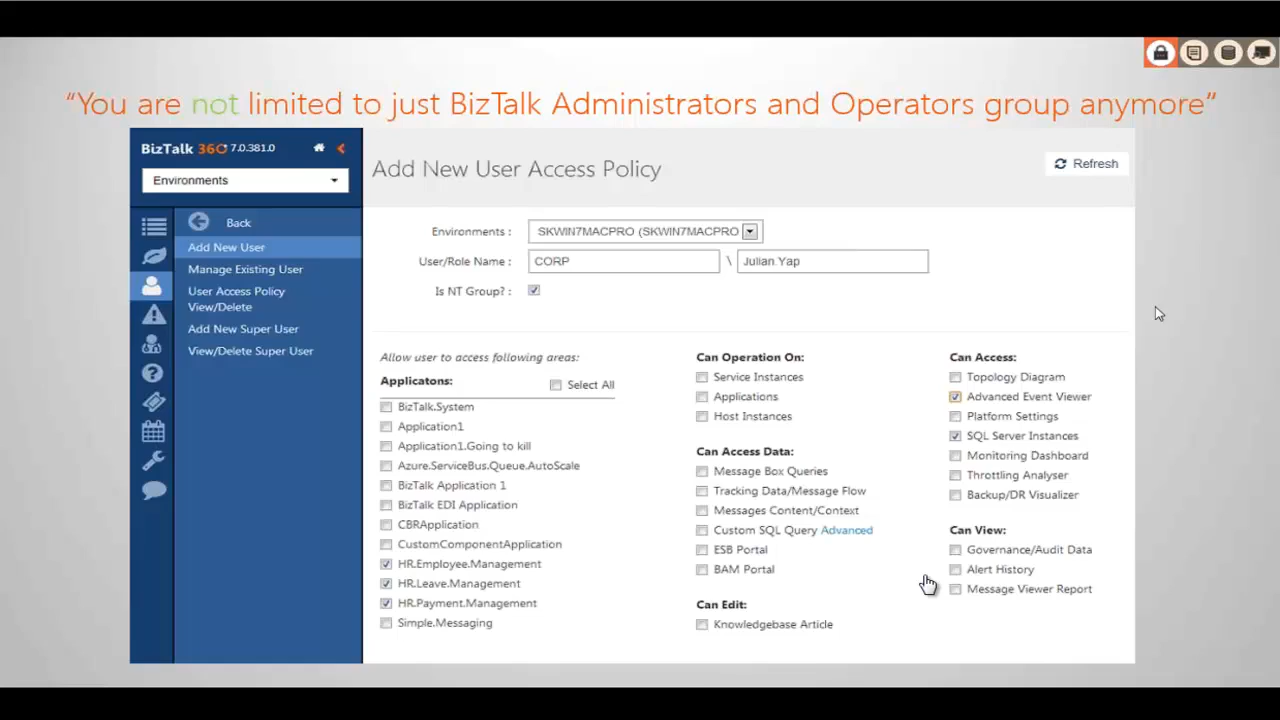 “You are not limited to just BizTalk Administrators and Operators group anymore”
BizTalk 360 7.0.381.0
Environments
Back
Add New User
Manage Existing User
User Access Policy
View/Delete
Add New Super User
View/Delete Super User
Add New User Access Policy
Refresh
Environments : SKWIN7MACPRO (SKWIN7MACPRO
User/Role Name : CORP \ Julian.Yap
Is NT Group? :
Allow user to access following areas:
Applicatons: Select All
BizTalk.System
Application1
Application1.Going to kill
Azure.ServiceBus.Queue.AutoScale
BizTalk Application 1
BizTalk EDI Application
CBRApplication
CustomComponentApplication
HR.Employee.Management
HR.Leave.Management
HR.Payment.Management
Simple.Messaging
Can Operation On:
Service Instances
Applications
Host Instances
Can Access Data:
Message Box Queries
Tracking Data/Message Flow
Messages Content/Context
Custom SQL Query Advanced
ESB Portal
BAM Portal
Can Edit:
Knowledgebase Article
Can Access:
Topology Diagram
Advanced Event Viewer
Platform Settings
SQL Server Instances
Monitoring Dashboard
Throttling Analyser
Backup/DR Visualizer
Can View:
Governance/Audit Data
Alert History
Message Viewer Report